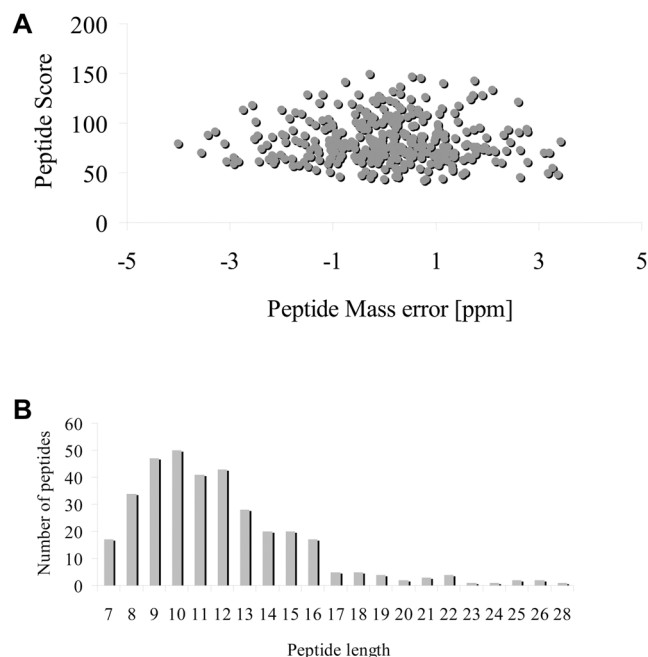 A
Peptide Score
200
150
100
50
0
-5 -3 -1 1 3 5
Peptide Mass error [ppm]
B
Number of peptides
60
50
40
30
20
10
0
7 8 9 10 11 12 13 14 15 16 17 18 19 20 21 22 23 24 25 26 28
Peptide length